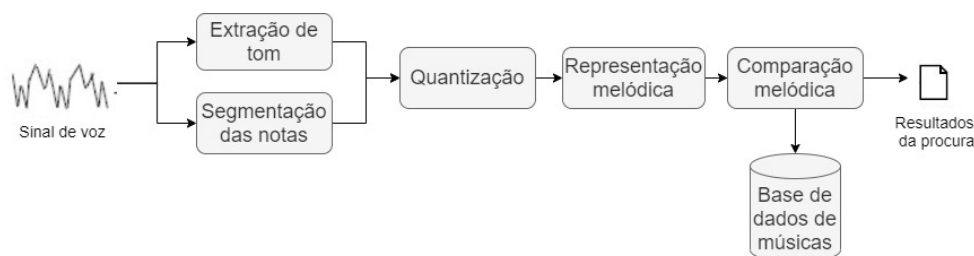 Sinal de voz
Extração de
tom
Segmentação
das notas
Quantização
Representação
melódica
Comparação
melódica
Base de
dados de
músicas
Resultados
da procura